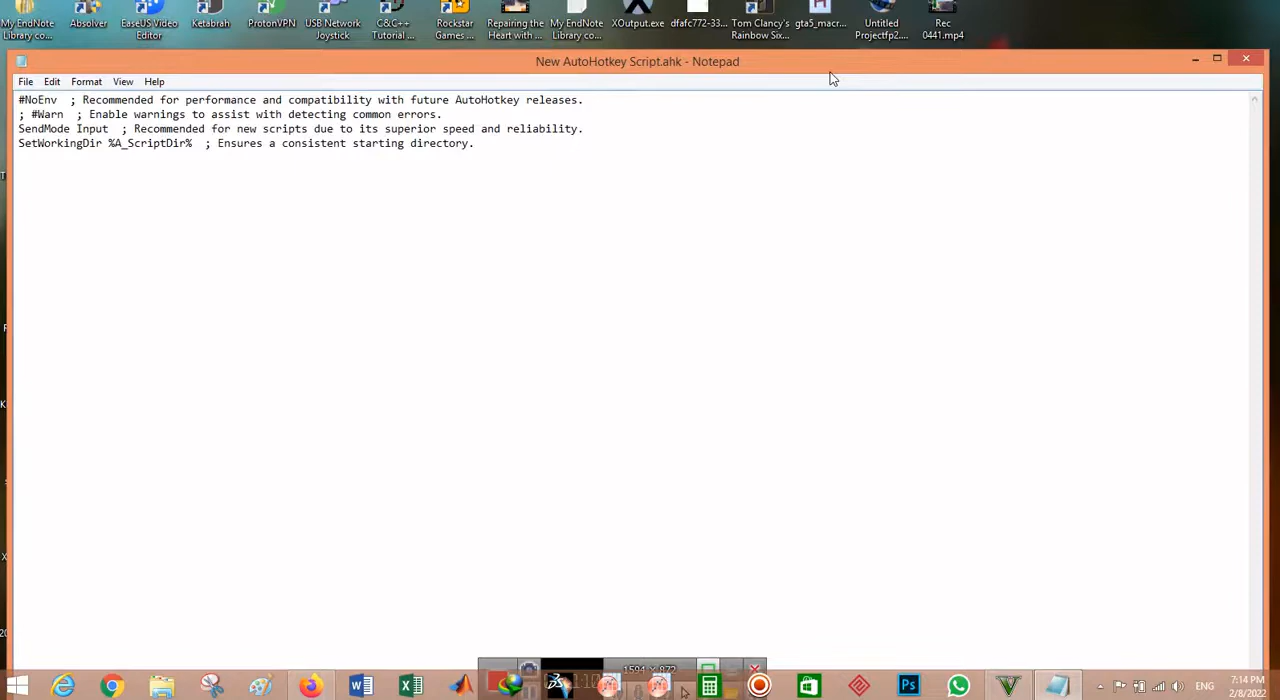 My EndNote Library co...
Absolver
EaseUS Video Editor
Ketabrah
ProtonVPN
USB Network Joystick
C&C++ Tutorial ...
Rockstar Games ...
Repairing the Heart with ...
My EndNote Library co...
XOutput.exe
dfafc772-33...
Tom Clancy's Rainbow Six...
gta5_macr...
Untitled Projectfp2....
Rec 0441.mp4
New AutoHotkey Script.ahk - Notepad
File Edit Format View Help
#NoEnv  ; Recommended for performance and compatibility with future AutoHotkey releases.
; #Warn  ; Enable warnings to assist with detecting common errors.
SendMode Input  ; Recommended for new scripts due to its superior speed and reliability.
SetWorkingDir %A_ScriptDir%  ; Ensures a consistent starting directory.
1594 X 872
ENG
7:14 PM
2/8/2022